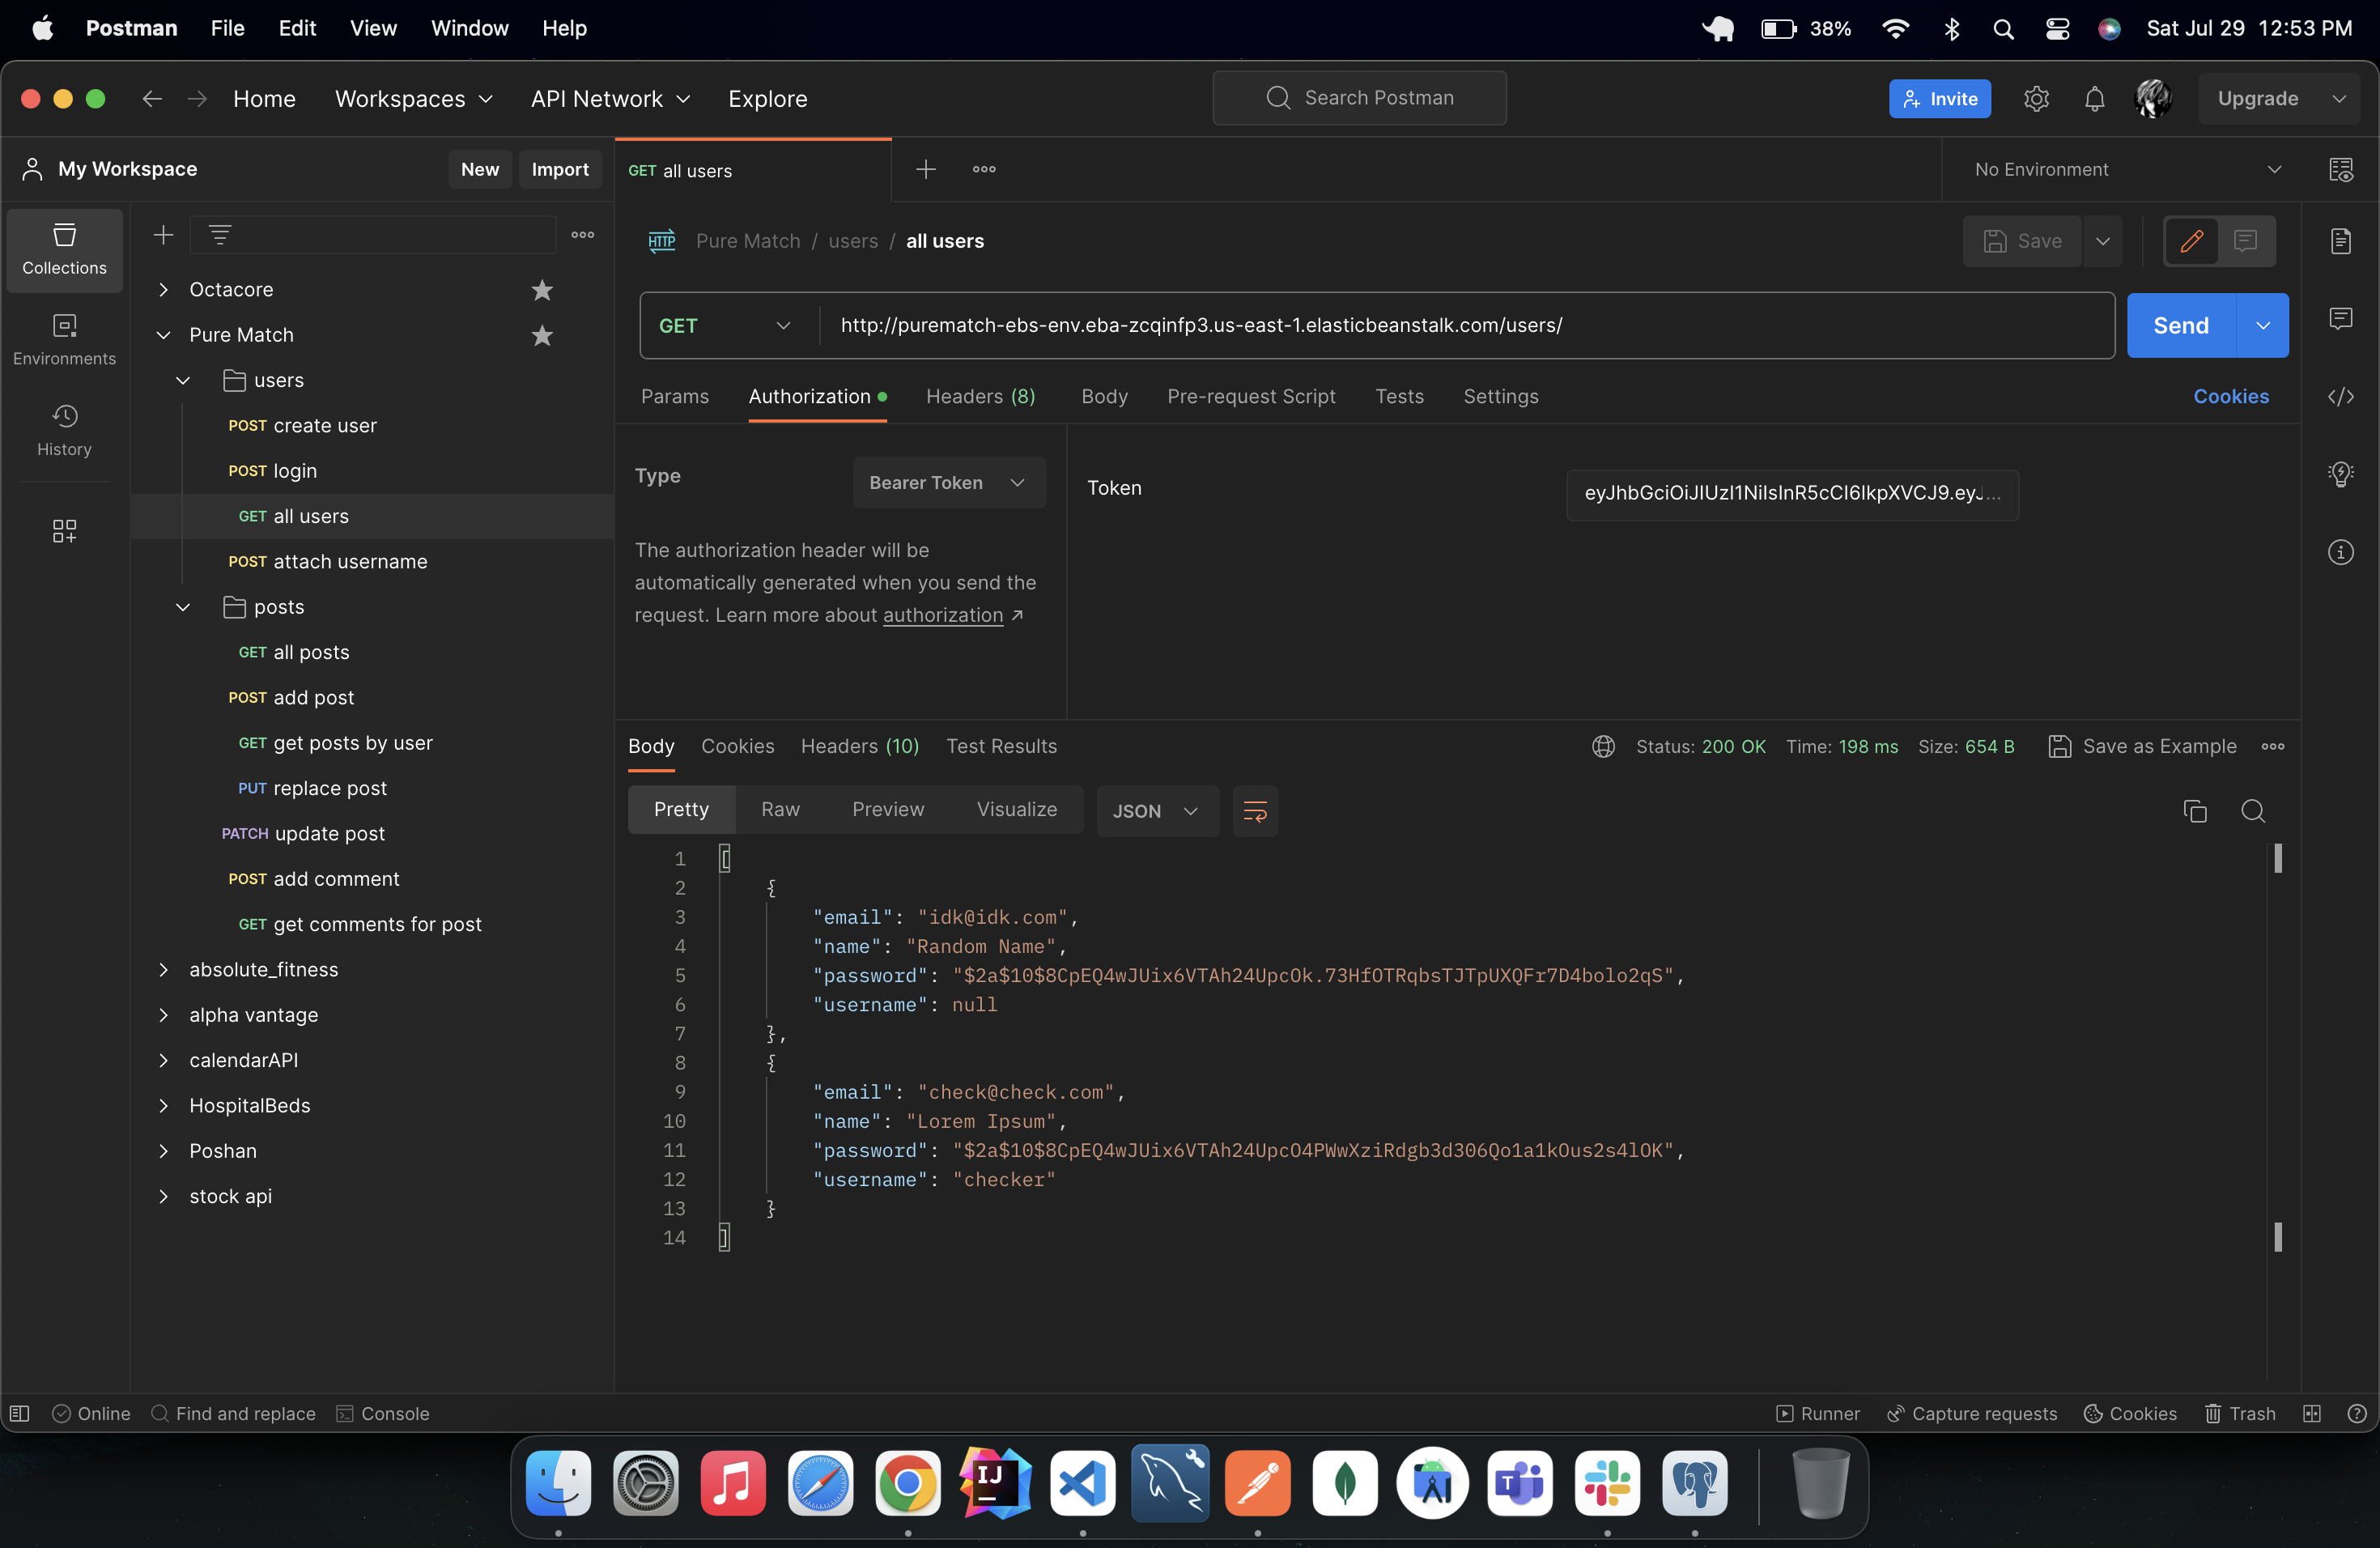 Postman File Edit View Window Help 38% Sat Jul 29 12:53 PM
Home Workspaces API Network Explore Search Postman Invite Upgrade
My Workspace New Import GET all users No Environment
Collections
Environments
History
Octacore
Pure Match
users
POST create user
POST login
GET all users
POST attach username
posts
GET all posts
POST add post
GET get posts by user
PUT replace post
PATCH update post
POST add comment
GET get comments for post
absolute_fitness
alpha vantage
calendarAPI
HospitalBeds
Poshan
stock api
HTTP Pure Match / users / all users Save
GET http://purematch-ebs-env.eba-zcqinfp3.us-east-1.elasticbeanstalk.com/users/ Send
Params Authorization Headers (8) Body Pre-request Script Tests Settings Cookies
Type Bearer Token
The authorization header will be
automatically generated when you send the
request. Learn more about authorization ↗
Token eyJhbGciOiJIUzI1NiIsInR5cCI6IkpXVCJ9.eyJ...
Body Cookies Headers (10) Test Results Status: 200 OK Time: 198 ms Size: 654 B Save as Example
Pretty Raw Preview Visualize JSON
1 [
2 {
3 "email": "idk@idk.com",
4 "name": "Random Name",
5 "password": "$2a$10$8CpEQ4wJUix6VTAh24UpcOk.73HfOTRqbsTJTpUXQFr7D4bolo2qS",
6 "username": null
7 },
8 {
9 "email": "check@check.com",
10 "name": "Lorem Ipsum",
11 "password": "$2a$10$8CpEQ4wJUix6VTAh24UpcO4PWwXziRdgb3d306Qo1a1kOus2s4lOK",
12 "username": "checker"
13 }
14 ]
Online Find and replace Console Runner Capture requests Cookies Trash
IJ
T